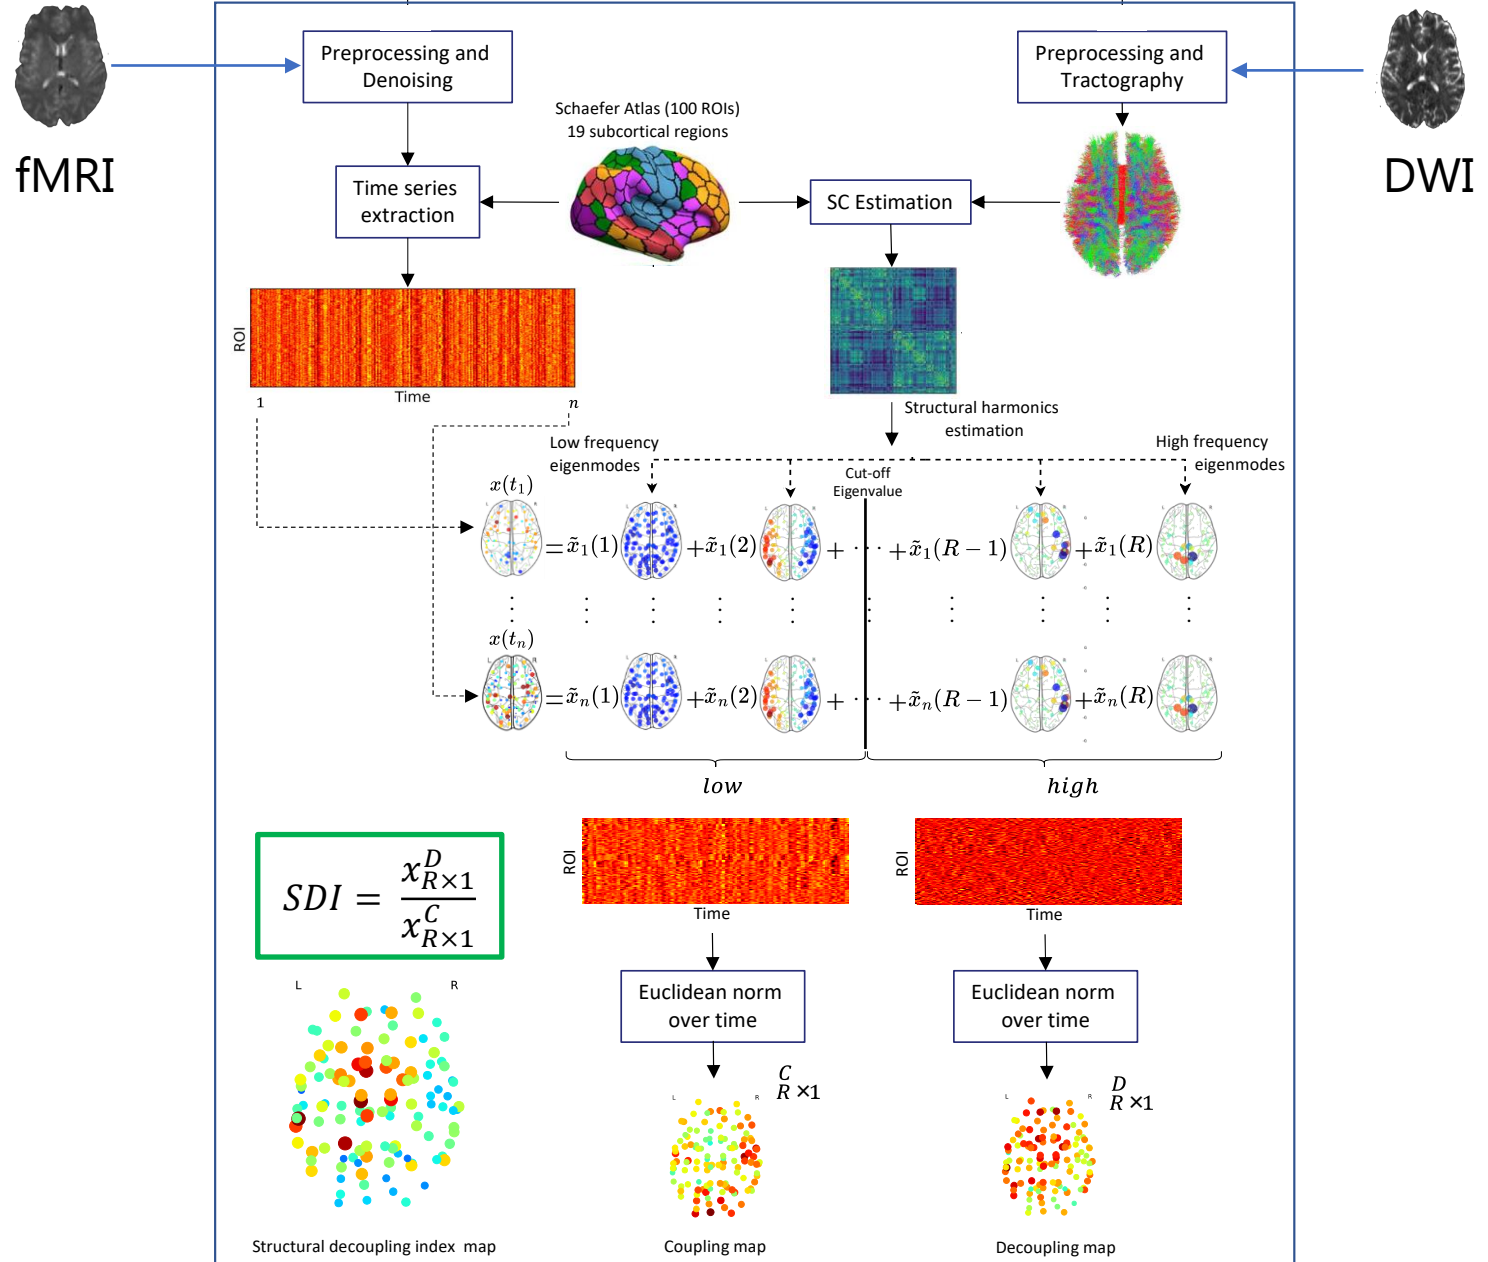 fMRI
DWI
Preprocessing and
Denoising
Preprocessing and
Tractography
Schaefer Atlas (100 ROIs)
19 subcortical regions
Time series
extraction
SC Estimation
ROI
Time
1
n
Structural harmonics
estimation
Low frequency
eigenmodes
High frequency
eigenmodes
Cut-off
Eigenvalue
x(t₁)
L R L R L R L R L R
= x̃₁(1) + x̃₁(2) + ⋯ + x̃₁(R − 1) + x̃₁(R)
x(tₙ)
L R L R L R L R L R
= x̃ₙ(1) + x̃ₙ(2) + ⋯ + x̃ₙ(R − 1) + x̃ₙ(R)
low
high
SDI = x^D_{R×1} / x^C_{R×1}
ROI
Time
ROI
Time
Euclidean norm
over time
Euclidean norm
over time
L R
C
R ×1
L R
D
R ×1
L R
Structural decoupling index map
Coupling map
Decoupling map